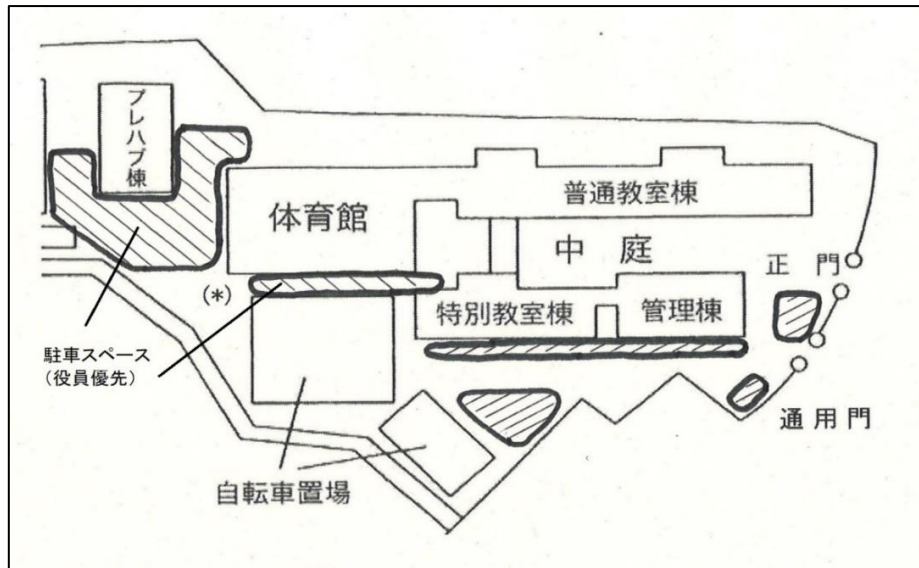 プレハブ棟
体育館
普通教室棟
中庭
正門
特別教室棟
管理棟
(*)
駐車スペース
(役員優先)
通用門
自転車置場